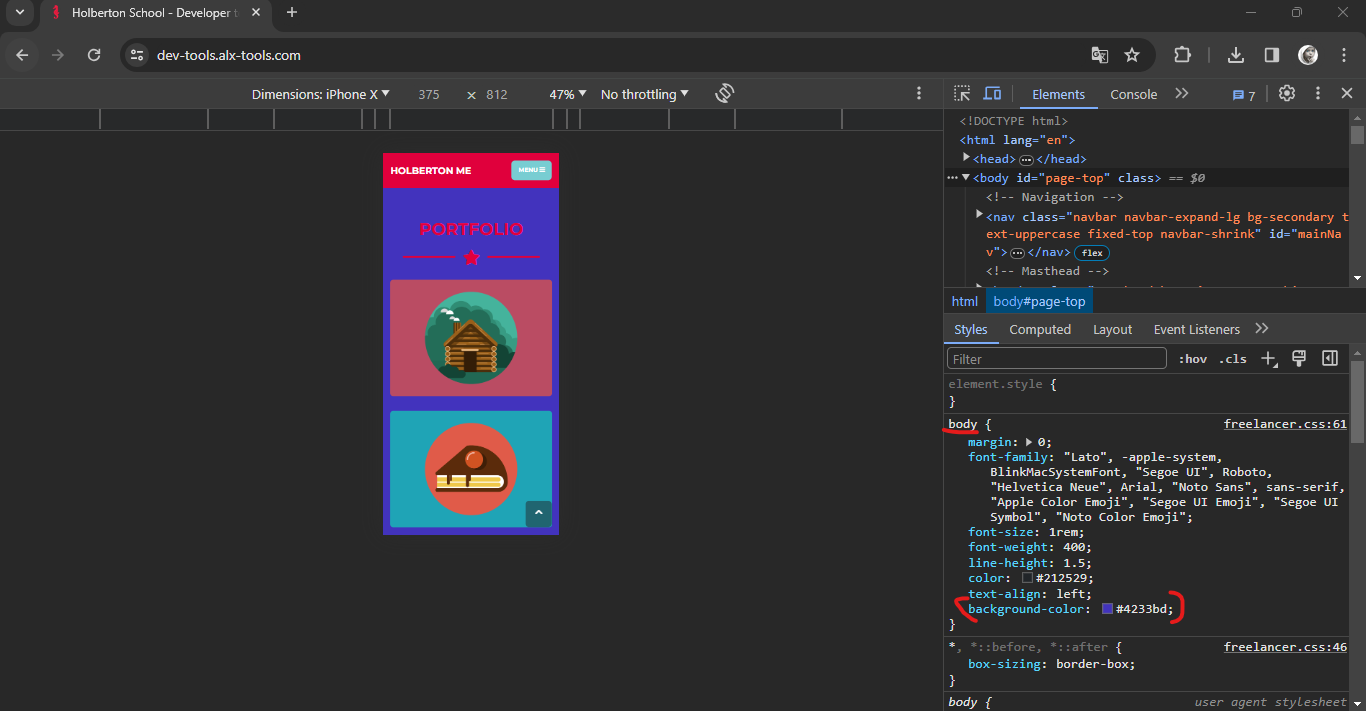 Holberton School - Developer t
dev-tools.alx-tools.com
Dimensions: iPhone X ▼ 375 × 812 47% ▼ No throttling ▼
Elements Console 7
HOLBERTON ME MENU
PORTFOLIO
<!DOCTYPE html>
<html lang="en">
<head> ••• </head>
••• <body id="page-top" class> == $0
<!-- Navigation -->
<nav class="navbar navbar-expand-lg bg-secondary t
ext-uppercase fixed-top navbar-shrink" id="mainNa
v"> ••• </nav> flex
<!-- Masthead -->
html body#page-top
Styles Computed Layout Event Listeners
Filter :hov .cls
element.style {
}
body { freelancer.css:61
margin: 0;
font-family: "Lato", -apple-system,
BlinkMacSystemFont, "Segoe UI", Roboto,
"Helvetica Neue", Arial, "Noto Sans", sans-serif,
"Apple Color Emoji", "Segoe UI Emoji", "Segoe UI
Symbol", "Noto Color Emoji";
font-size: 1rem;
font-weight: 400;
line-height: 1.5;
color: #212529;
text-align: left;
background-color: #4233bd;
}
*, *::before, *::after { freelancer.css:46
box-sizing: border-box;
}
body { user agent stylesheet